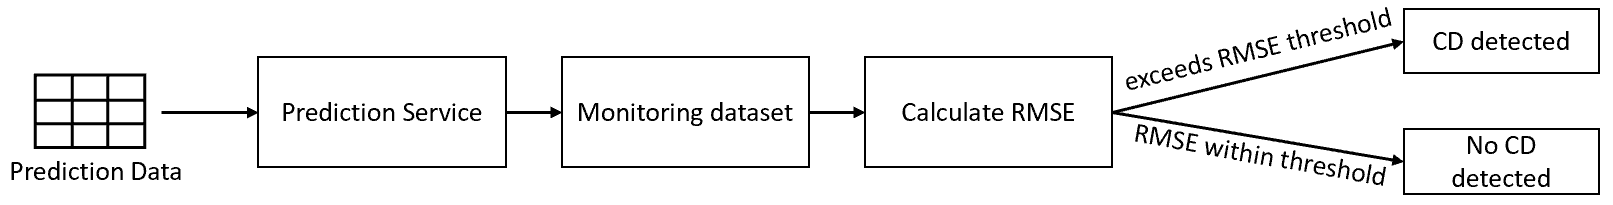 Prediction Data
Prediction Service
Monitoring dataset
Calculate RMSE
exceeds RMSE threshold
RMSE within threshold
CD detected
No CD
detected